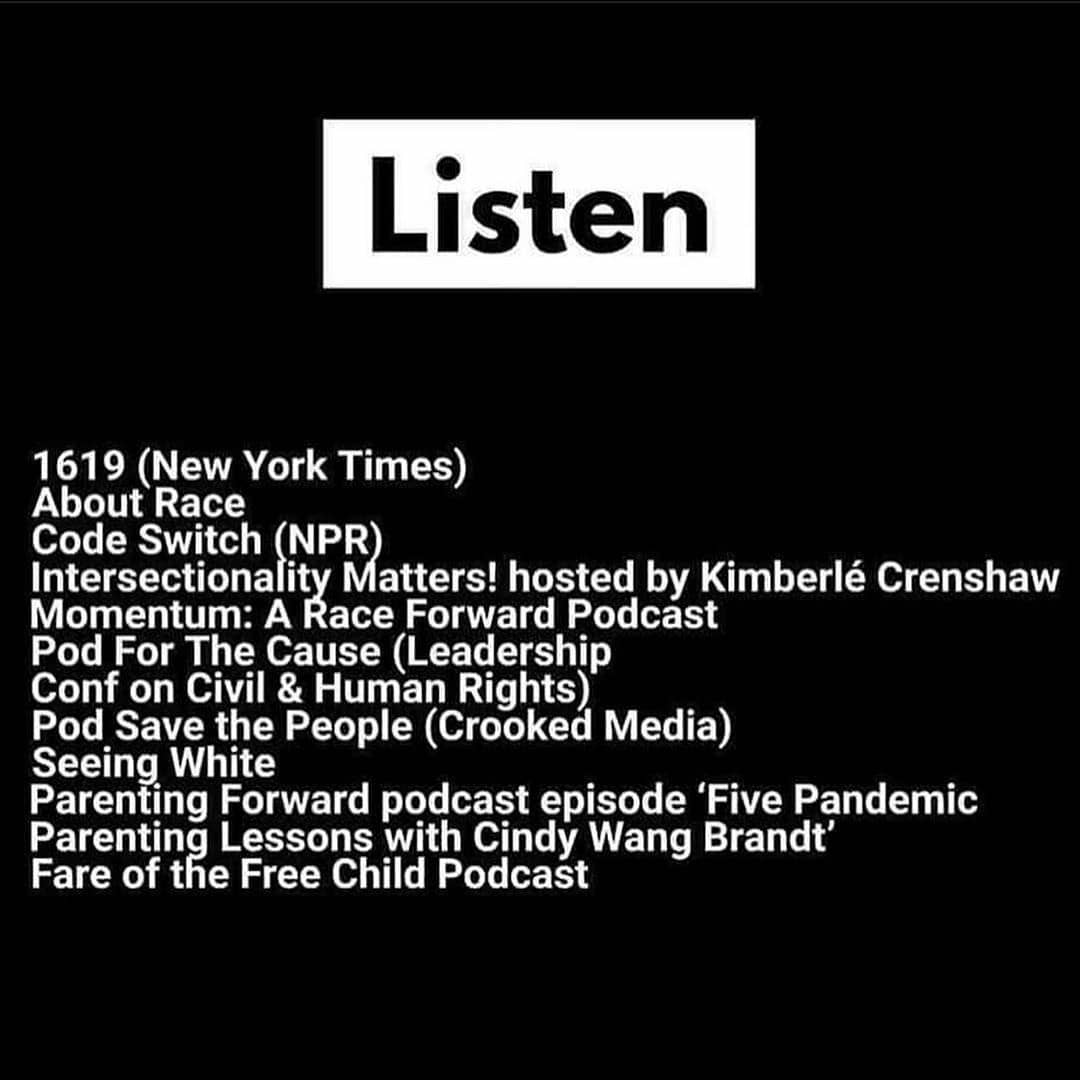 Listen
1619 (New York Times)
About Race
Code Switch (NPR)
Intersectionality Matters! hosted by Kimberlé Crenshaw
Momentum: A Race Forward Podcast
Pod For The Cause (Leadership
Conf on Civil & Human Rights)
Pod Save the People (Crooked Media)
Seeing White
Parenting Forward podcast episode ‘Five Pandemic
Parenting Lessons with Cindy Wang Brandt’
Fare of the Free Child Podcast